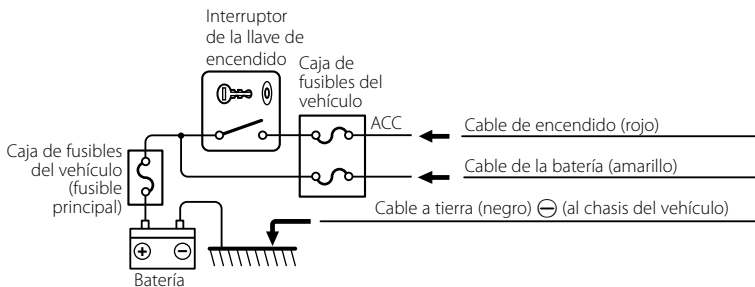 Interruptor
de la llave de
encendido
Caja de
fusibles del
vehículo
ACC
Cable de encendido (rojo)
Caja de fusibles
del vehículo
(fusible
principal)
Cable de la batería (amarillo)
Cable a tierra (negro) ⊖ (al chasis del vehículo)
+ −
Batería